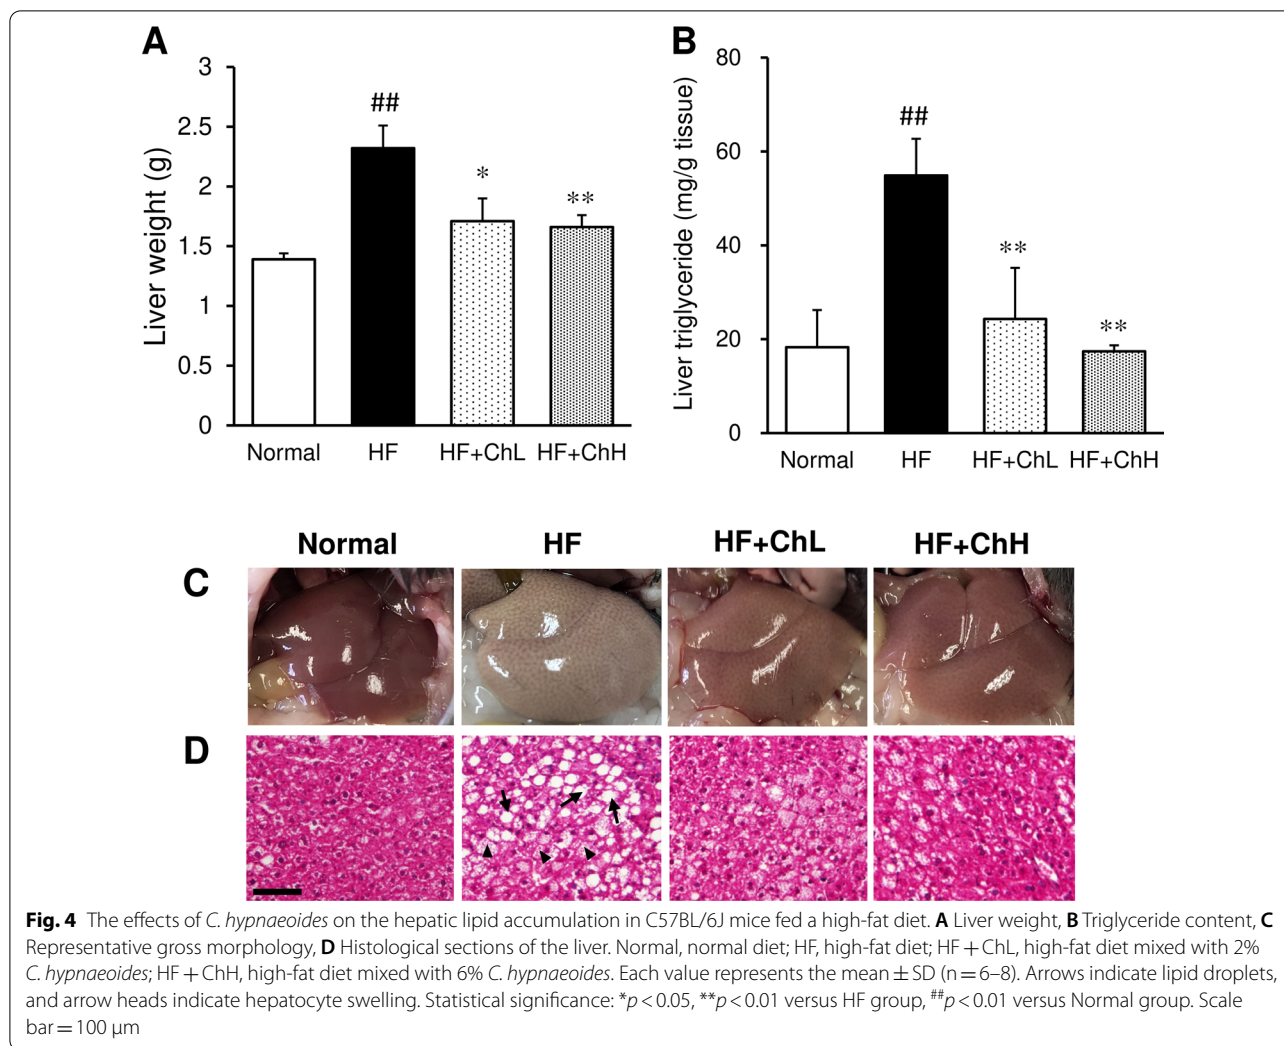 A
Liver weight (g)
3
2.5
2
1.5
1
0.5
0
##
*
**
Normal HF HF+ChL HF+ChH
B
Liver triglyceride (mg/g tissue)
80
60
40
20
0
##
**
**
Normal HF HF+ChL HF+ChH
Normal HF HF+ChL HF+ChH
C
D
Fig. 4 The effects of C. hypnaeoides on the hepatic lipid accumulation in C57BL/6J mice fed a high-fat diet. A Liver weight, B Triglyceride content, C
Representative gross morphology, D Histological sections of the liver. Normal, normal diet; HF, high-fat diet; HF + ChL, high-fat diet mixed with 2%
C. hypnaeoides; HF + ChH, high-fat diet mixed with 6% C. hypnaeoides. Each value represents the mean ± SD (n = 6–8). Arrows indicate lipid droplets,
and arrow heads indicate hepatocyte swelling. Statistical significance: *p < 0.05, **p < 0.01 versus HF group, ##p < 0.01 versus Normal group. Scale
bar = 100 μm